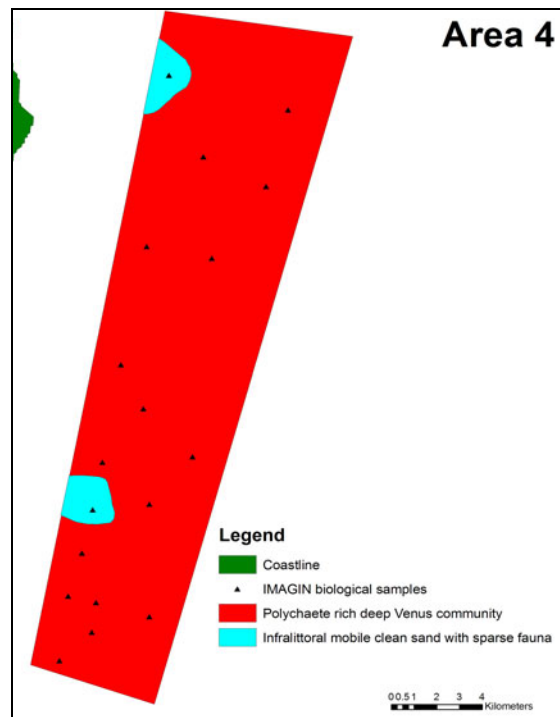 Area 4
Legend
Coastline
IMAGIN biological samples
Polychaete rich deep Venus community
Infralittoral mobile clean sand with sparse fauna
0 0.5 1 2 3 4
Kilometers